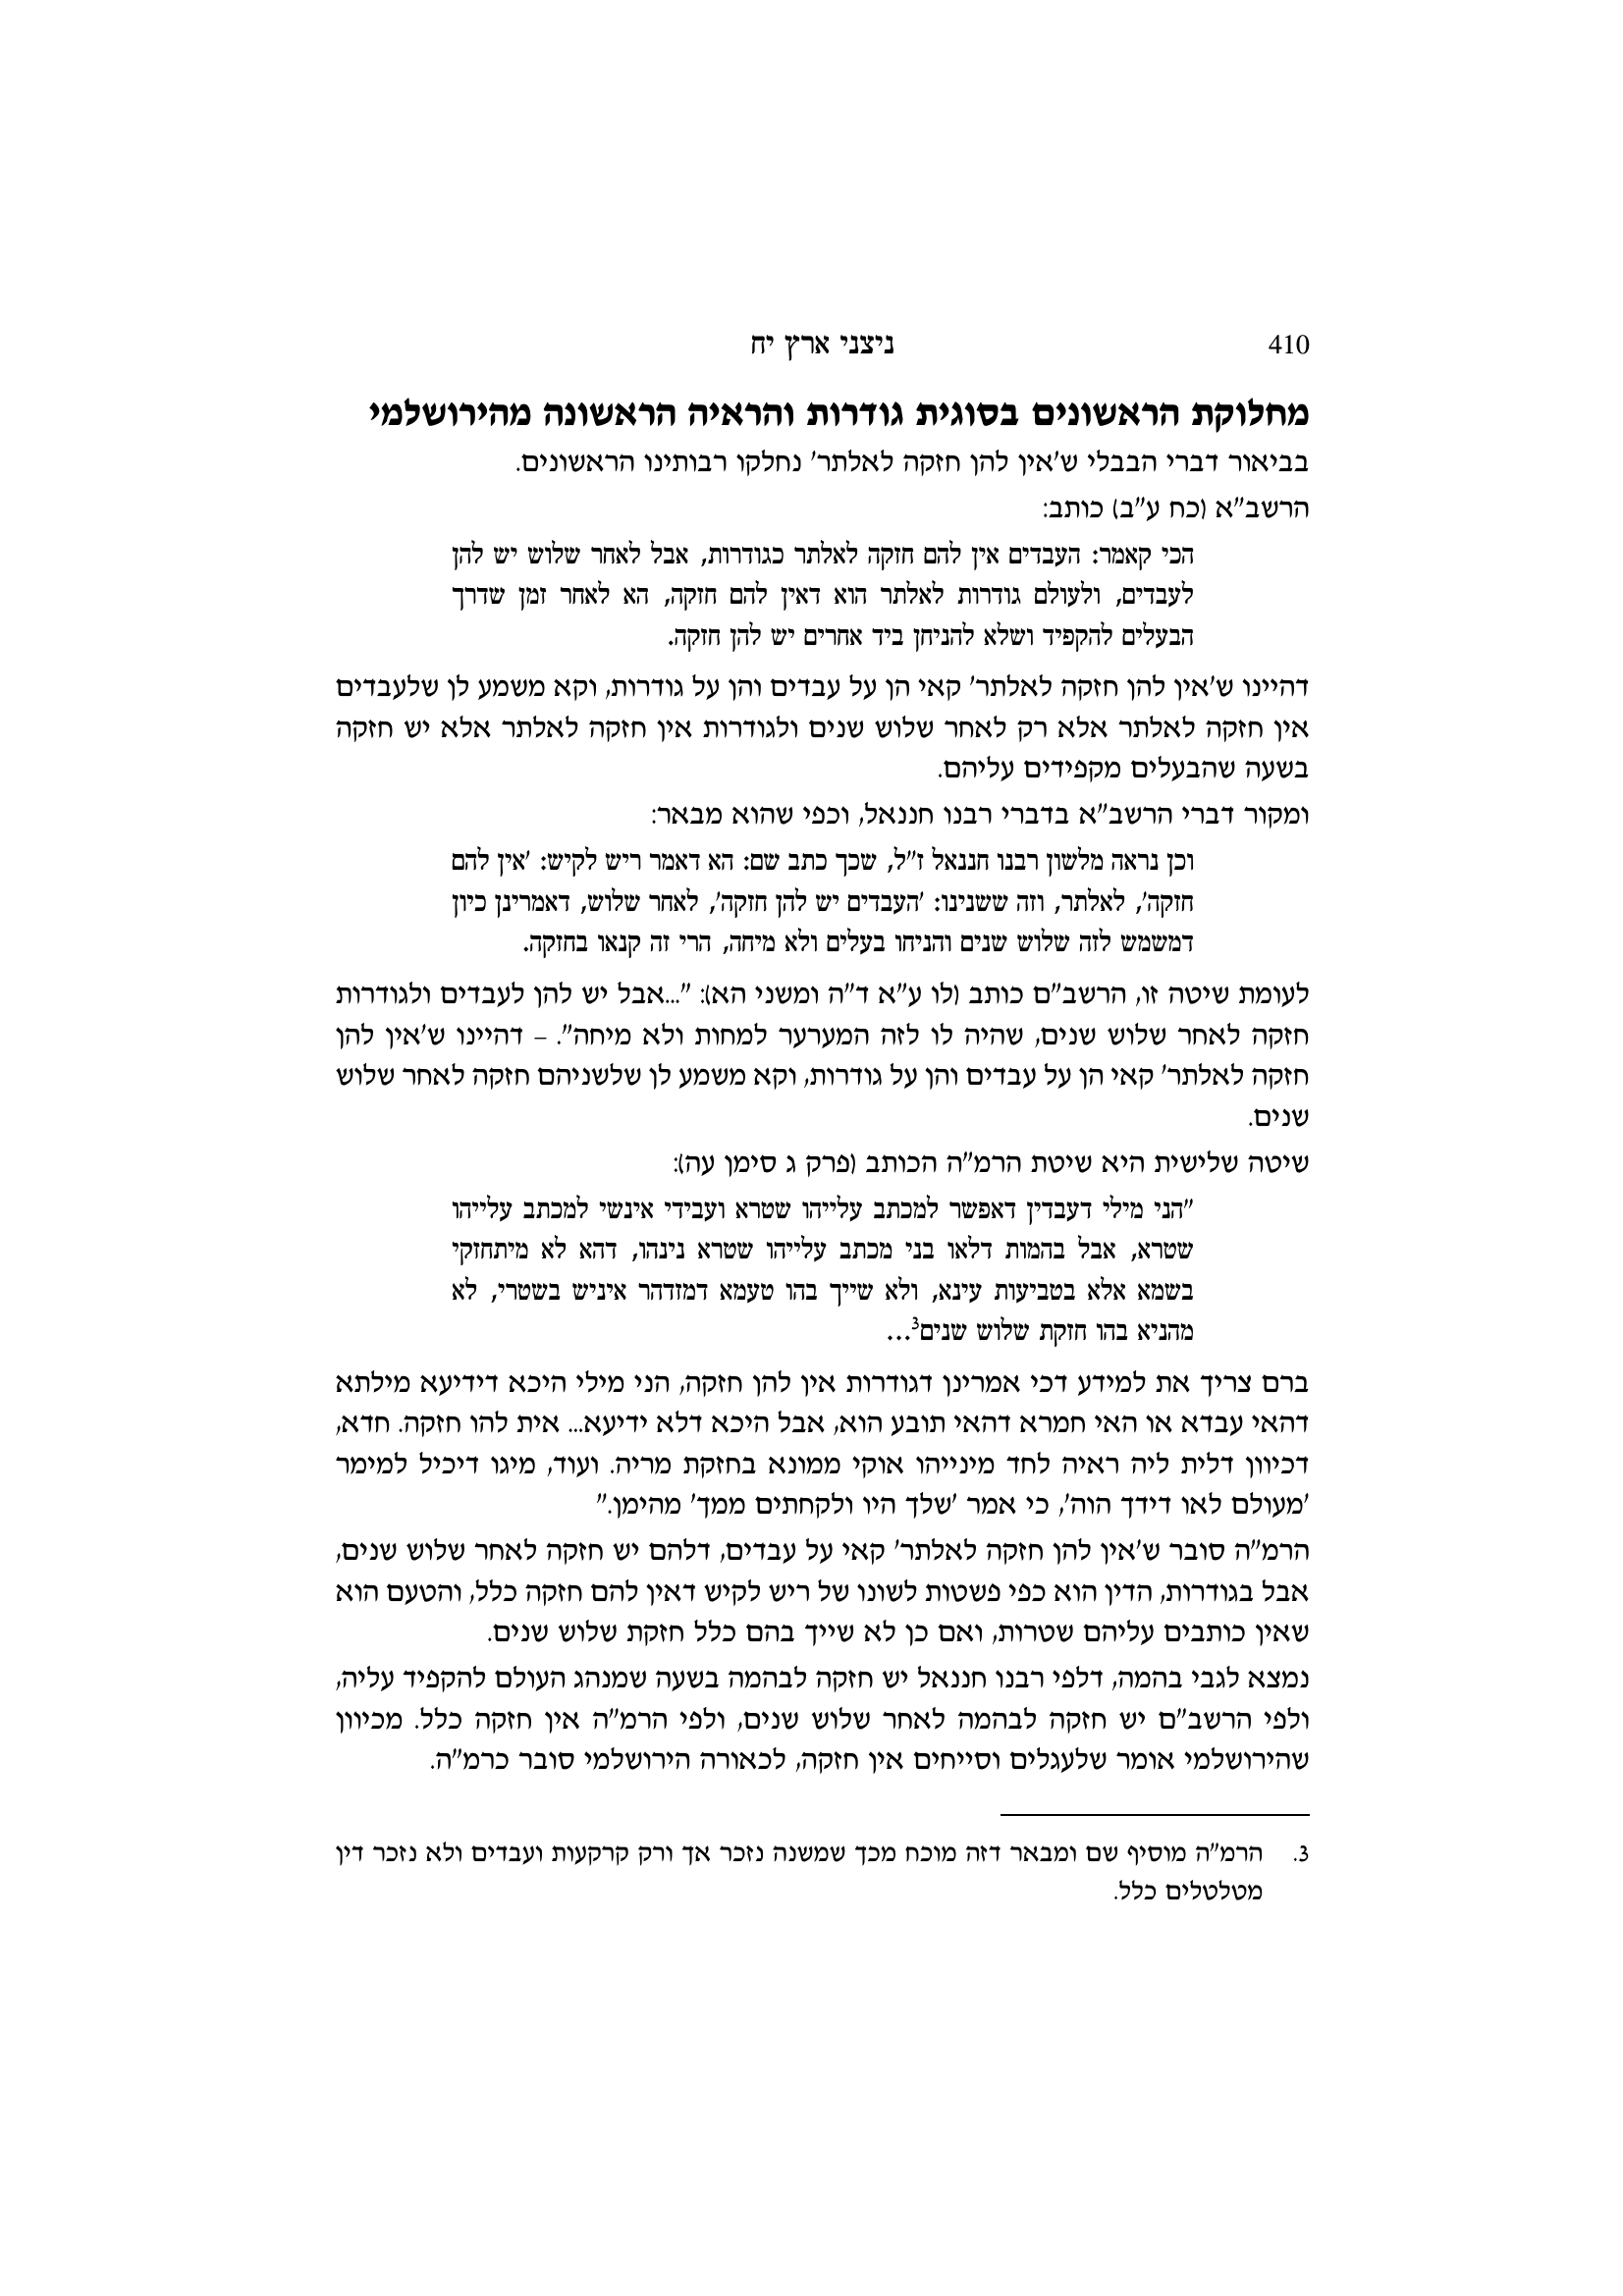 410 ניצני ארץ יח
מחלוקת הראשונים בסוגית גודרות והראיה הראשונה מהירושלמי
בביאור דברי הבבלי ש'אין להן חזקה לאלתר' נחלקו רבותינו הראשונים.
הרשב"א (כח ע"ב) כותב:
הכי קאמר: העבדים אין להם חזקה לאלתר כגודרות, אבל לאחר שלוש יש להן
לעבדים, ולעולם גודרות לאלתר הוא דאין להם חזקה, הא לאחר זמן שדרך
הבעלים להקפיד ושלא להניחן ביד אחרים יש להן חזקה.
דהיינו ש'אין להן חזקה לאלתר' קאי הן על עבדים והן על גודרות, וקא משמע לן שלעבדים
אין חזקה לאלתר אלא רק לאחר שלוש שנים ולגודרות אין חזקה לאלתר אלא יש חזקה
בשעה שהבעלים מקפידים עליהם.
ומקור דברי הרשב"א בדברי רבנו חננאל, וכפי שהוא מבאר:
וכן נראה מלשון רבנו חננאל ז"ל, שכך כתב שם: הא דאמר ריש לקיש: 'אין להם
חזקה', לאלתר, וזה ששנינו: 'העבדים יש להן חזקה', לאחר שלוש, דאמרינן כיון
דמשמש לזה שלוש שנים והניחו בעלים ולא מיחה, הרי זה קנאו בחזקה.
לעומת שיטה זו, הרשב"ם כותב (לו ע"א ד"ה ומשני הא): "...אבל יש להן לעבדים ולגודרות
חזקה לאחר שלוש שנים, שהיה לו לזה המערער למחות ולא מיחה". – דהיינו ש'אין להן
חזקה לאלתר' קאי הן על עבדים והן על גודרות, וקא משמע לן שלשניהם חזקה לאחר שלוש
שנים.
שיטה שלישית היא שיטת הרמ"ה הכותב (פרק ג סימן עה):
"הני מילי דעבדין דאפשר למכתב עלייהו שטרא ועבידי אינשי למכתב עלייהו
שטרא, אבל בהמות דלאו בני מכתב עלייהו שטרא נינהו, דהא לא מיתחזקי
בשמא אלא בטביעות עינא, ולא שייך בהו טעמא דמזדהר איניש בשטרי, לא
מהניא בהו חזקת שלוש שנים3...
ברם צריך את למידע דכי אמרינן דגודרות אין להן חזקה, הני מילי היכא דידיעא מילתא
דהאי עבדא או האי חמרא דהאי תובע הוא, אבל היכא דלא ידיעא... אית להו חזקה. חדא,
דכיוון דלית ליה ראיה לחד מינייהו אוקי ממונא בחזקת מריה. ועוד, מיגו דיכיל למימר
'מעולם לאו דידך הוה', כי אמר 'שלך היו ולקחתים ממך' מהימן."
הרמ"ה סובר ש'אין להן חזקה לאלתר' קאי על עבדים, דלהם יש חזקה לאחר שלוש שנים,
אבל בגודרות, הדין הוא כפי פשטות לשונו של ריש לקיש דאין להם חזקה כלל, והטעם הוא
שאין כותבים עליהם שטרות, ואם כן לא שייך בהם כלל חזקת שלוש שנים.
נמצא לגבי בהמה, דלפי רבנו חננאל יש חזקה לבהמה בשעה שמנהג העולם להקפיד עליה,
ולפי הרשב"ם יש חזקה לבהמה לאחר שלוש שנים, ולפי הרמ"ה אין חזקה כלל. מכיוון
שהירושלמי אומר שלעגלים וסייחים אין חזקה, לכאורה הירושלמי סובר כרמ"ה.
3. הרמ"ה מוסיף שם ומבאר דזה מוכח מכך שמשנה נזכר אך ורק קרקעות ועבדים ולא נזכר דין
מטלטלים כלל.